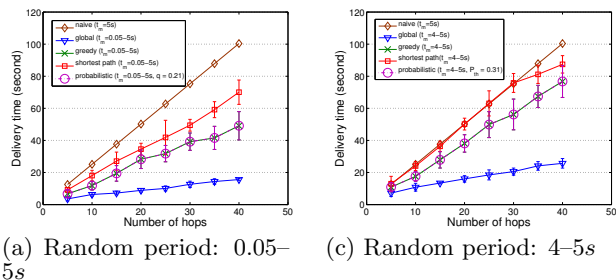 120
100
80
60
40
20
0
0 10 20 30 40 50
Delivery time (second)
Number of hops
naive (t_m=5s)
global (t_m=0.05–5s)
greedy (t_m=0.05–5s)
shortest path (t_m=0.05–5s)
probabilistic (t_m=0.05–5s, q = 0.21)
(a) Random period: 0.05–
5s
120
100
80
60
40
20
0
0 10 20 30 40 50
Delivery time (second)
Number of hops
naive (t_m=5s)
global (t_m=4–5s)
greedy (t_m=4–5s)
shortest path (t_m=4–5s)
probabilistic (t_m=4–5s, P_th = 0.31)
(c) Random period: 4–5s